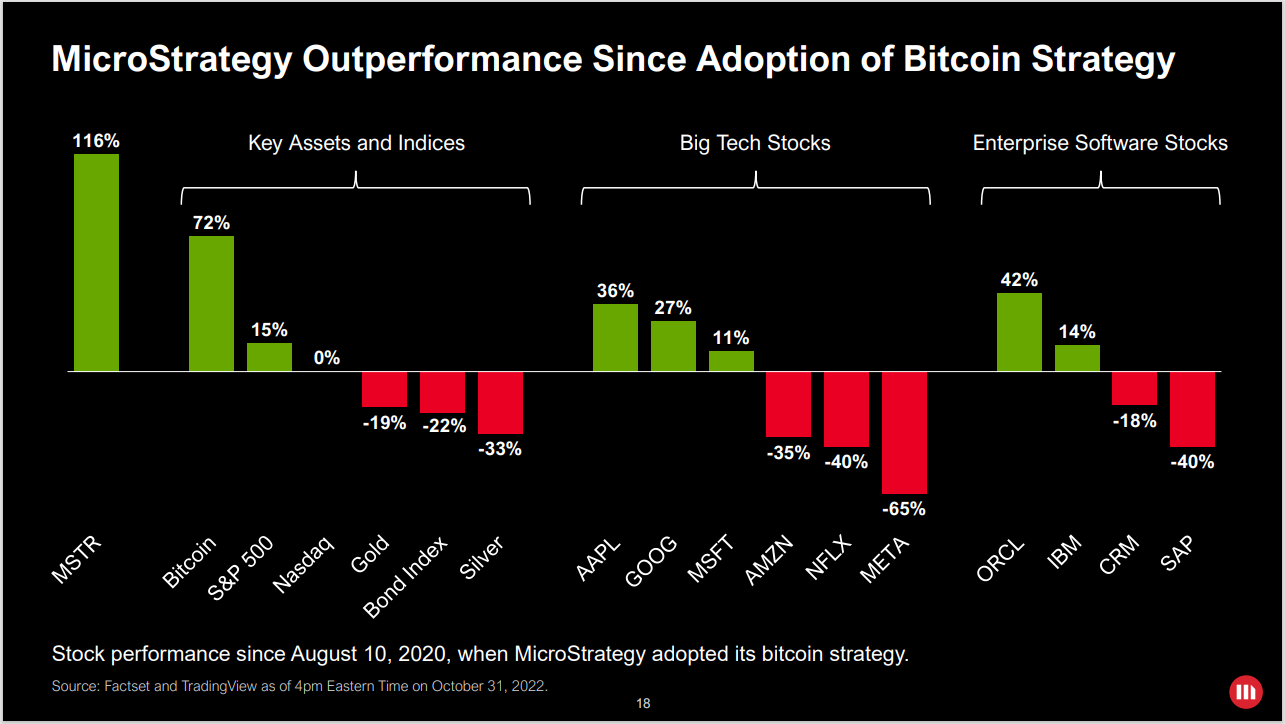 MicroStrategy Outperformance Since Adoption of Bitcoin Strategy
Key Assets and Indices
Big Tech Stocks
Enterprise Software Stocks
116%
72%
15%
0%
-19%
-22%
-33%
36%
27%
11%
-35%
-40%
-65%
42%
14%
-18%
-40%
MSTR
Bitcoin
S&P 500
Nasdaq
Gold
Bond Index
Silver
AAPL
GOOG
MSFT
AMZN
NFLX
META
ORCL
IBM
CRM
SAP
Stock performance since August 10, 2020, when MicroStrategy adopted its bitcoin strategy.
Source: Factset and TradingView as of 4pm Eastern Time on October 31, 2022.
18